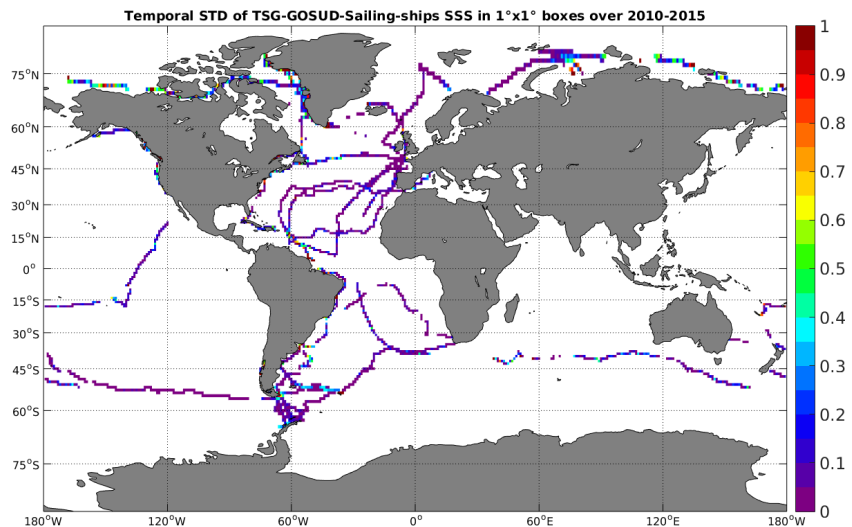 Temporal STD of TSG-GOSUD-Sailing-ships SSS in 1°x1° boxes over 2010-2015
1
75°N
0.9
60°N
0.8
45°N
0.7
30°N
0.6
15°N
0°
0.5
15°S
0.4
30°S
0.3
45°S
0.2
60°S
0.1
75°S
0
180°W 120°W 60°W 0° 60°E 120°E 180°W